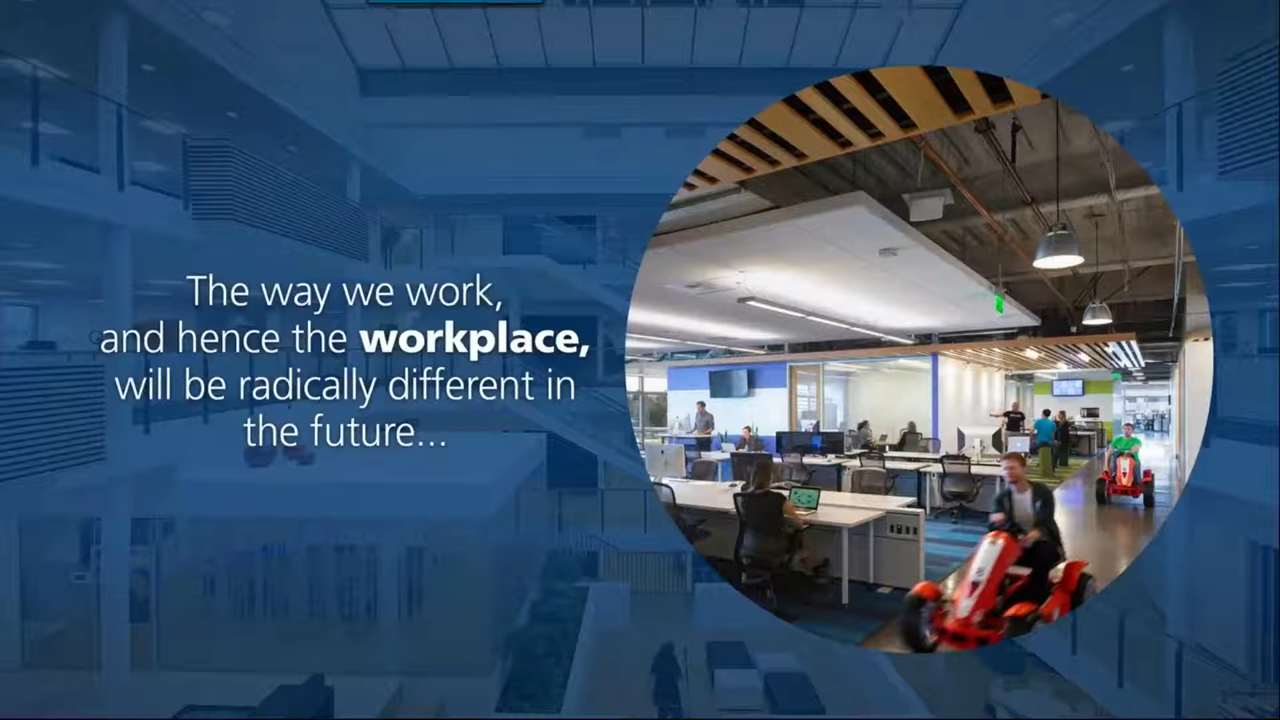 The way we work,
and hence the workplace,
will be radically different in
the future...